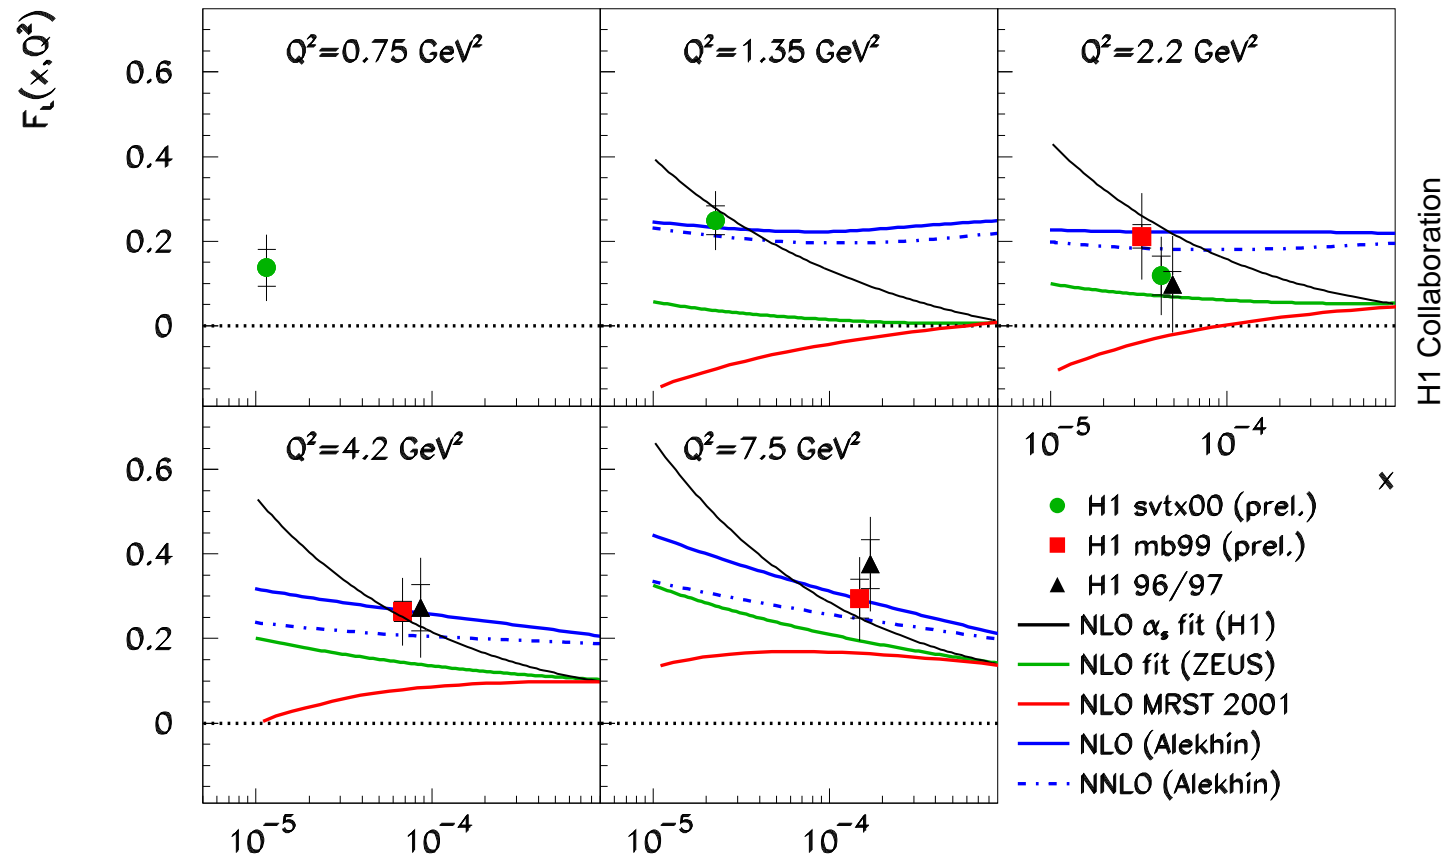 F_L(x,Q²)
Q²=0.75 GeV²
Q²=1.35 GeV²
Q²=2.2 GeV²
0.6
0.4
0.2
0
H1 Collaboration
Q²=4.2 GeV²
Q²=7.5 GeV²
10⁻⁵
10⁻⁴
x
0.6
0.4
0.2
0
H1 svtx00 (prel.)
H1 mb99 (prel.)
H1 96/97
NLO αₛ fit (H1)
NLO fit (ZEUS)
NLO MRST 2001
NLO (Alekhin)
NNLO (Alekhin)
10⁻⁵
10⁻⁴
10⁻⁵
10⁻⁴